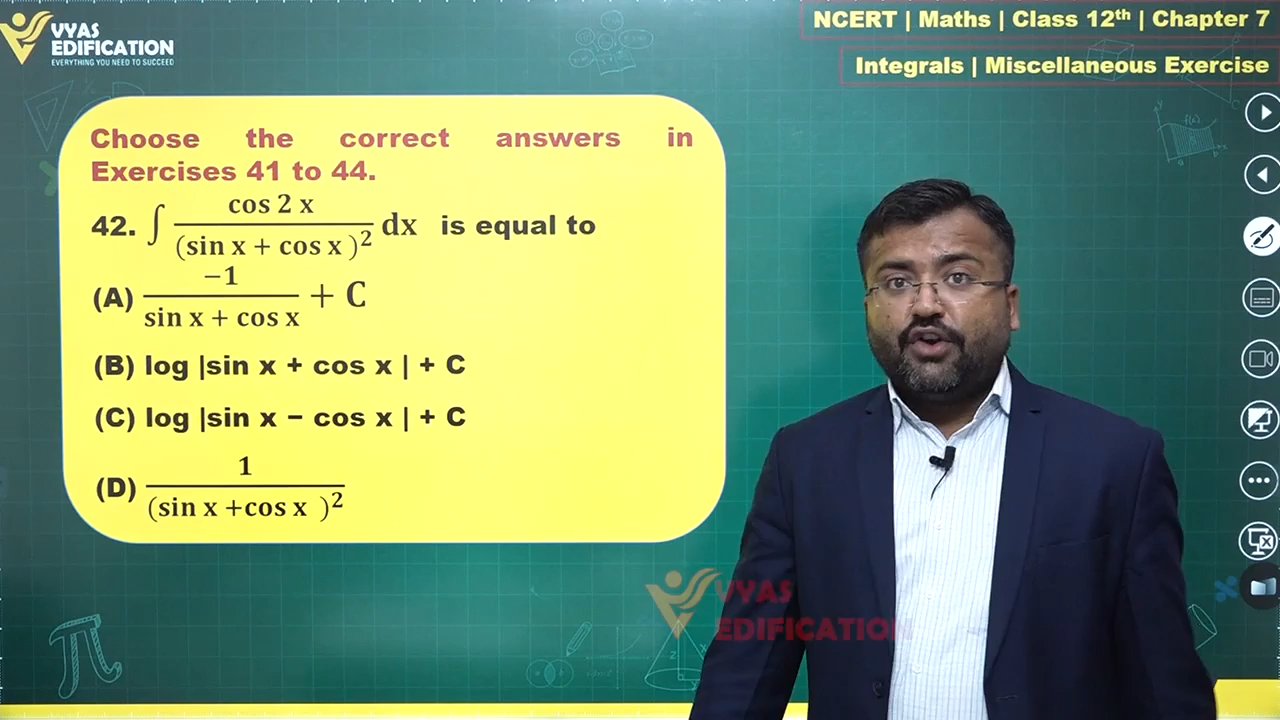 VYAS
EDIFICATION
EVERYTHING YOU NEED TO SUCCEED
NCERT | Maths | Class 12th | Chapter 7
Integrals | Miscellaneous Exercise
Choose the correct answers in
Exercises 41 to 44.
42. ∫ cos 2 x / (sin x + cos x )² dx is equal to
(A) −1 / sin x + cos x + C
(B) log |sin x + cos x | + C
(C) log |sin x − cos x | + C
(D) 1 / (sin x +cos x )²
VYAS
EDIFICATION